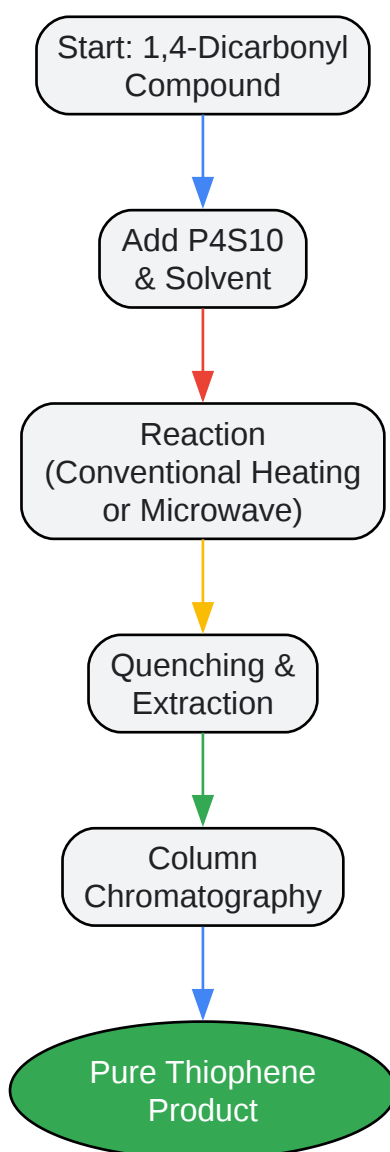 Start: 1,4-Dicarbonyl
Compound
Add P4S10
& Solvent
Reaction
(Conventional Heating
or Microwave)
Quenching &
Extraction
Column
Chromatography
Pure Thiophene
Product